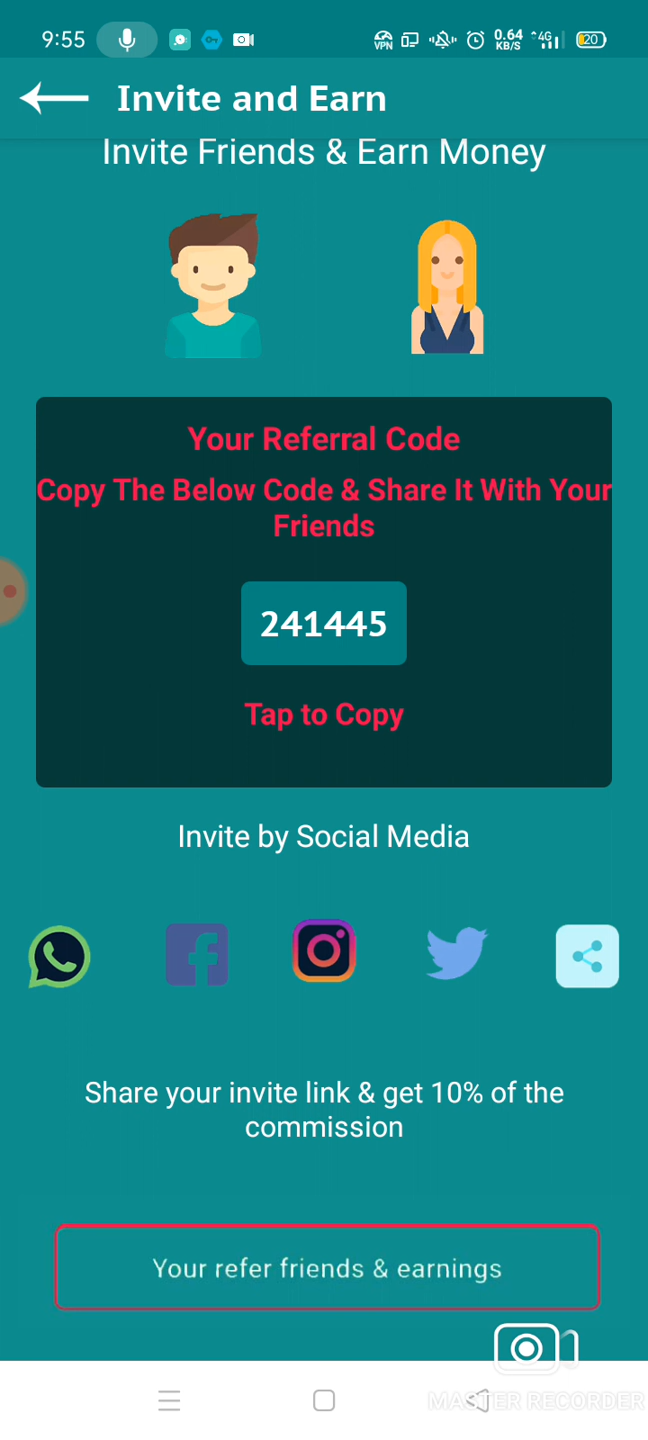 9:55
VPN
0.64
KB/S
4G
20
Invite and Earn
Invite Friends & Earn Money
Your Referral Code
Copy The Below Code & Share It With Your
Friends
241445
Tap to Copy
Invite by Social Media
Share your invite link & get 10% of the
commission
Your refer friends & earnings
MASTER RECORDER